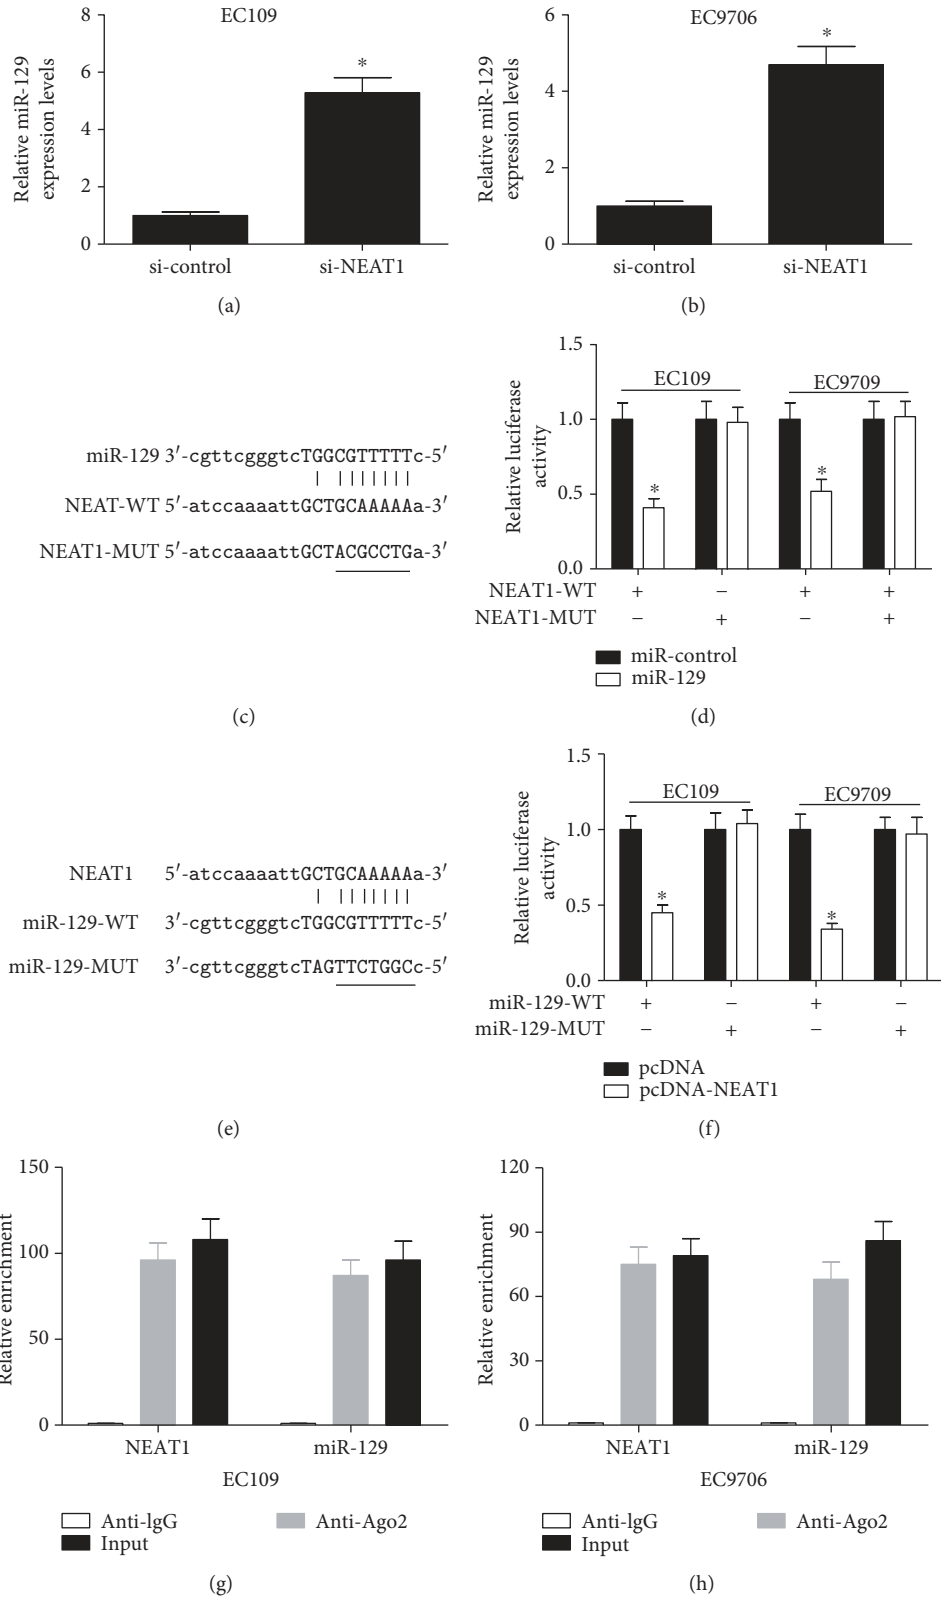 EC109
Relative miR-129
expression levels
8
6
4
2
0
*
si-control
si-NEAT1
(a)
EC9706
Relative miR-129
expression levels
6
4
2
0
*
si-control
si-NEAT1
(b)
miR-129 3′-cgttcgggtcTGGCGTTTTTc-5′
NEAT-WT 5′-atccaaaattGCTGCAAAAAa-3′
NEAT1-MUT 5′-atccaaaattGCTACGCCTGa-3′
(c)
Relative luciferase
activity
1.5
1.0
0.5
0.0
EC109
EC9709
*
*
NEAT1-WT + − + +
NEAT1-MUT − + − +
miR-control
miR-129
(d)
NEAT1 5′-atccaaaattGCTGCAAAAAa-3′
miR-129-WT 3′-cgttcgggtcTGGCGTTTTTc-5′
miR-129-MUT 3′-cgttcgggtcTAGTTCTGGCc-5′
(e)
Relative luciferase
activity
1.5
1.0
0.5
0.0
EC109
EC9709
*
*
miR-129-WT + − + −
miR-129-MUT − + − +
pcDNA
pcDNA-NEAT1
(f)
Relative enrichment
150
100
50
0
NEAT1
miR-129
EC109
Anti-lgG
Anti-Ago2
Input
(g)
Relative enrichment
120
90
60
30
0
NEAT1
miR-129
EC9706
Anti-lgG
Anti-Ago2
Input
(h)